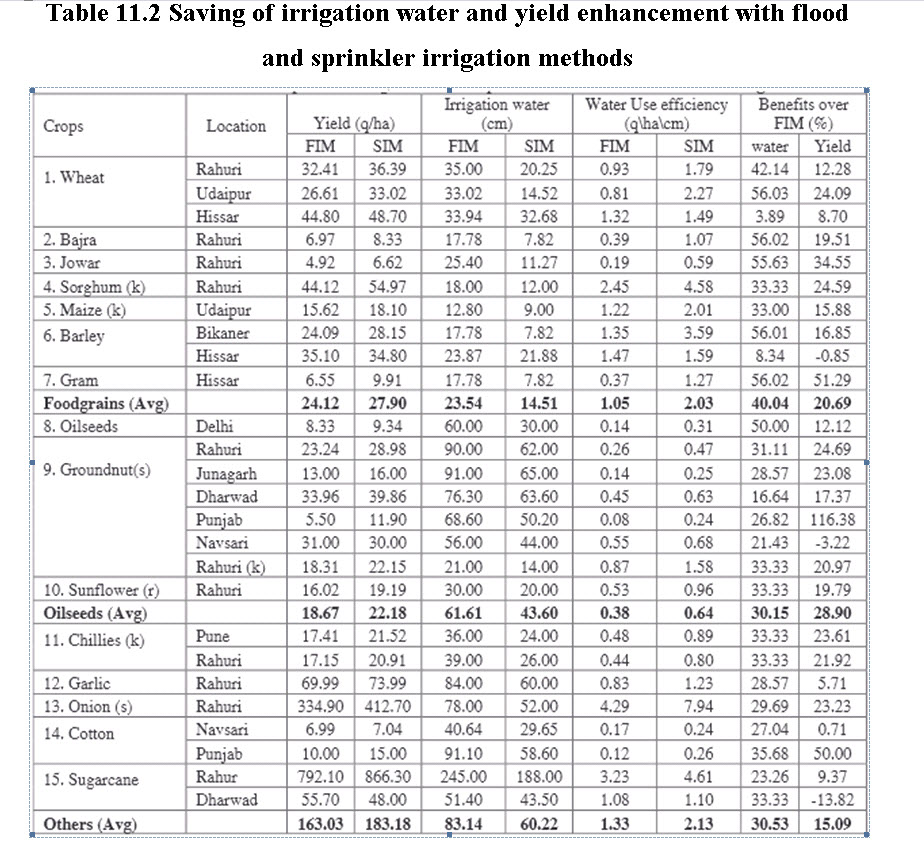 Table 11.2 Saving of irrigation water and yield enhancement with flood
and sprinkler irrigation methods
Crops Location Yield (q/ha) Irrigation water (cm) Water Use efficiency (q\ha\cm) Benefits over FIM (%)
FIM SIM FIM SIM FIM SIM water Yield
1. Wheat Rahuri 32.41 36.39 35.00 20.25 0.93 1.79 42.14 12.28
Udaipur 26.61 33.02 33.02 14.52 0.81 2.27 56.03 24.09
Hissar 44.80 48.70 33.94 32.68 1.32 1.49 3.89 8.70
2. Bajra Rahuri 6.97 8.33 17.78 7.82 0.39 1.07 56.02 19.51
3. Jowar Rahuri 4.92 6.62 25.40 11.27 0.19 0.59 55.63 34.55
4. Sorghum (k) Rahuri 44.12 54.97 18.00 12.00 2.45 4.58 33.33 24.59
5. Maize (k) Udaipur 15.62 18.10 12.80 9.00 1.22 2.01 33.00 15.88
6. Barley Bikaner 24.09 28.15 17.78 7.82 1.35 3.59 56.01 16.85
Hissar 35.10 34.80 23.87 21.88 1.47 1.59 8.34 -0.85
7. Gram Hissar 6.55 9.91 17.78 7.82 0.37 1.27 56.02 51.29
Foodgrains (Avg) 24.12 27.90 23.54 14.51 1.05 2.03 40.04 20.69
8. Oilseeds Delhi 8.33 9.34 60.00 30.00 0.14 0.31 50.00 12.12
9. Groundnut(s) Rahuri 23.24 28.98 90.00 62.00 0.26 0.47 31.11 24.69
Junagarh 13.00 16.00 91.00 65.00 0.14 0.25 28.57 23.08
Dharwad 33.96 39.86 76.30 63.60 0.45 0.63 16.64 17.37
Punjab 5.50 11.90 68.60 50.20 0.08 0.24 26.82 116.38
Navsari 31.00 30.00 56.00 44.00 0.55 0.68 21.43 -3.22
Rahuri (k) 18.31 22.15 21.00 14.00 0.87 1.58 33.33 20.97
10. Sunflower (r) Rahuri 16.02 19.19 30.00 20.00 0.53 0.96 33.33 19.79
Oilseeds (Avg) 18.67 22.18 61.61 43.60 0.38 0.64 30.15 28.90
11. Chillies (k) Pune 17.41 21.52 36.00 24.00 0.48 0.89 33.33 23.61
Rahuri 17.15 20.91 39.00 26.00 0.44 0.80 33.33 21.92
12. Garlic Rahuri 69.99 73.99 84.00 60.00 0.83 1.23 28.57 5.71
13. Onion (s) Rahuri 334.90 412.70 78.00 52.00 4.29 7.94 29.69 23.23
14. Cotton Navsari 6.99 7.04 40.64 29.65 0.17 0.24 27.04 0.71
Punjab 10.00 15.00 91.10 58.60 0.12 0.26 35.68 50.00
15. Sugarcane Rahur 792.10 866.30 245.00 188.00 3.23 4.61 23.26 9.37
Dharwad 55.70 48.00 51.40 43.50 1.08 1.10 33.33 -13.82
Others (Avg) 163.03 183.18 83.14 60.22 1.33 2.13 30.53 15.09